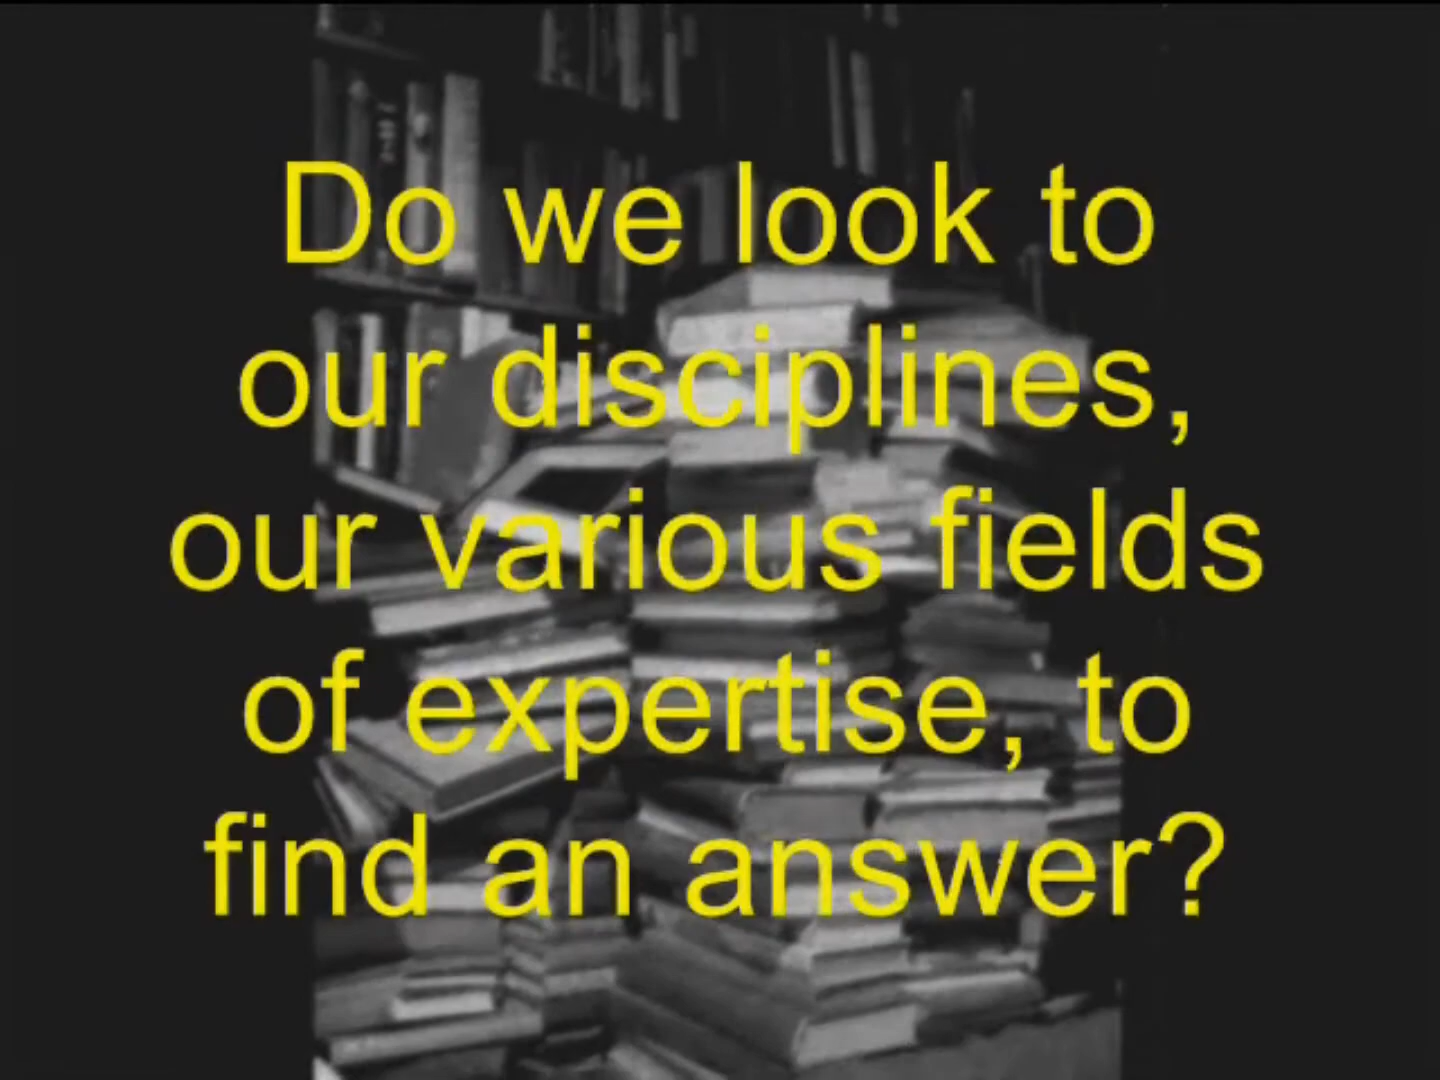 Do we look to
our disciplines,
our various fields
of expertise, to
find an answer?